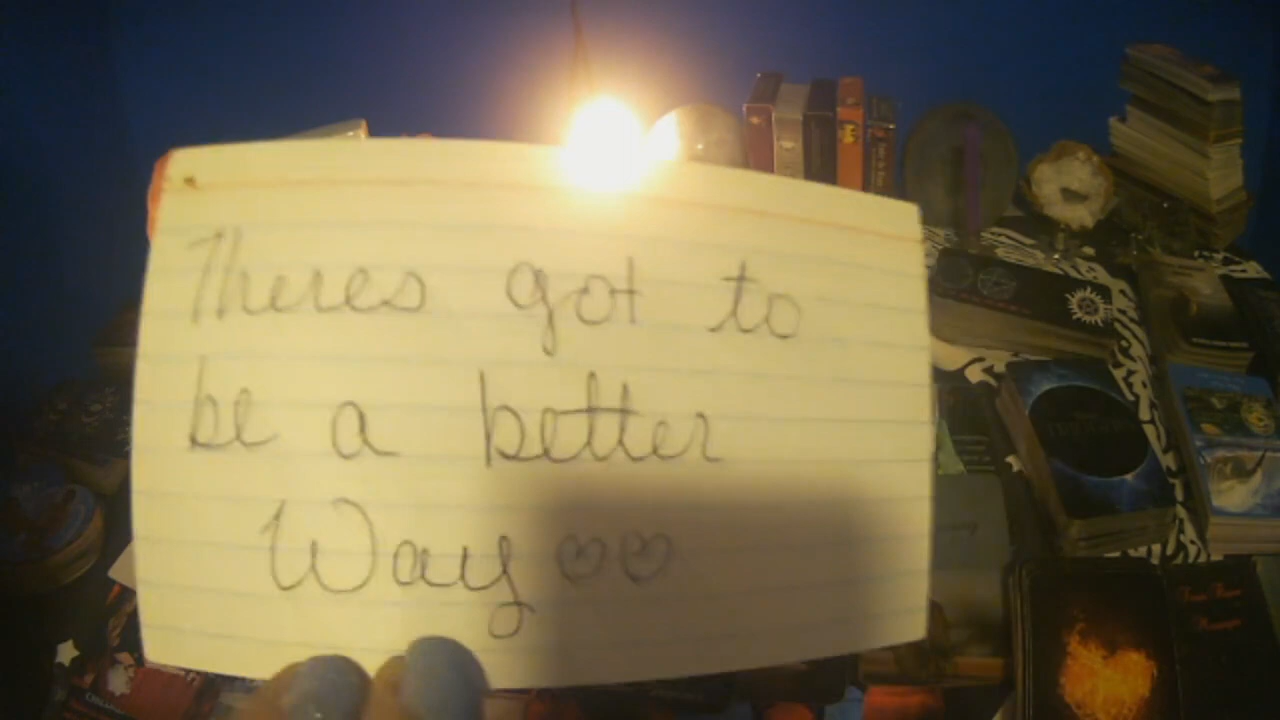 Theres got to
be a better
Way ♡♡